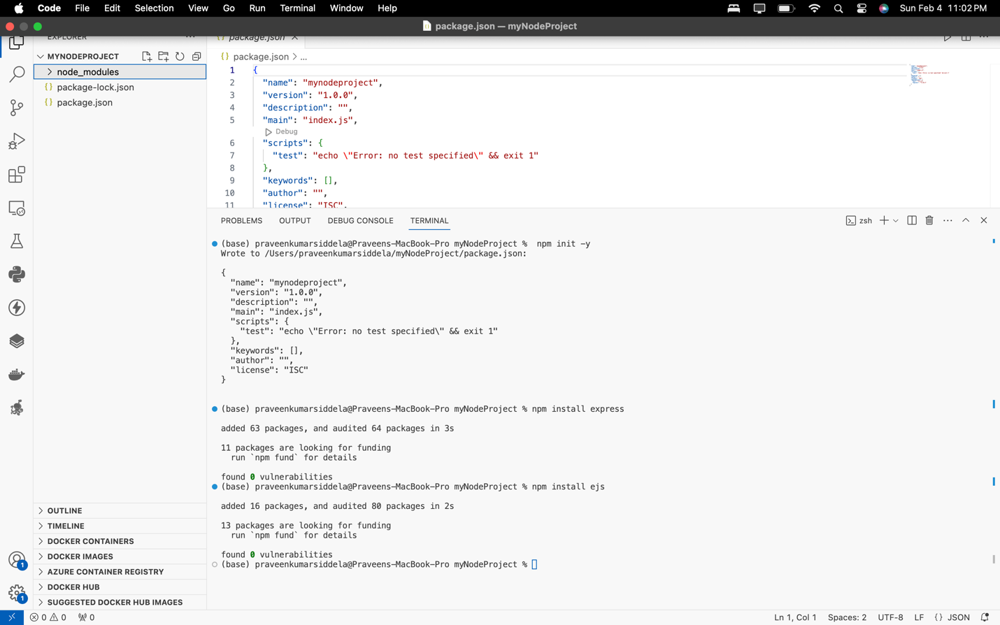 Code File Edit Selection View Go Run Terminal Window Help Sun Feb 4 11:02 PM
package.json — myNodeProject
EXPLORER
MYNODEPROJECT
node_modules
package-lock.json
package.json
OUTLINE
TIMELINE
DOCKER CONTAINERS
DOCKER IMAGES
AZURE CONTAINER REGISTRY
DOCKER HUB
SUGGESTED DOCKER HUB IMAGES
1
1
{} package.json ×
{} package.json > ...
1 {
2 "name": "mynodeproject",
3 "version": "1.0.0",
4 "description": "",
5 "main": "index.js",
Debug
6 "scripts": {
7 "test": "echo \"Error: no test specified\" && exit 1"
8 },
9 "keywords": [],
10 "author": "",
11 "license": "ISC",
PROBLEMS OUTPUT DEBUG CONSOLE TERMINAL zsh
(base) praveenkumarsiddela@Praveens-MacBook-Pro myNodeProject % npm init -y
Wrote to /Users/praveenkumarsiddela/myNodeProject/package.json:
{
"name": "mynodeproject",
"version": "1.0.0",
"description": "",
"main": "index.js",
"scripts": {
"test": "echo \"Error: no test specified\" && exit 1"
},
"keywords": [],
"author": "",
"license": "ISC"
}
(base) praveenkumarsiddela@Praveens-MacBook-Pro myNodeProject % npm install express
added 63 packages, and audited 64 packages in 3s
11 packages are looking for funding
run `npm fund` for details
found 0 vulnerabilities
(base) praveenkumarsiddela@Praveens-MacBook-Pro myNodeProject % npm install ejs
added 16 packages, and audited 80 packages in 2s
13 packages are looking for funding
run `npm fund` for details
found 0 vulnerabilities
(base) praveenkumarsiddela@Praveens-MacBook-Pro myNodeProject %
0 0 0 Ln 1, Col 1 Spaces: 2 UTF-8 LF {} JSON